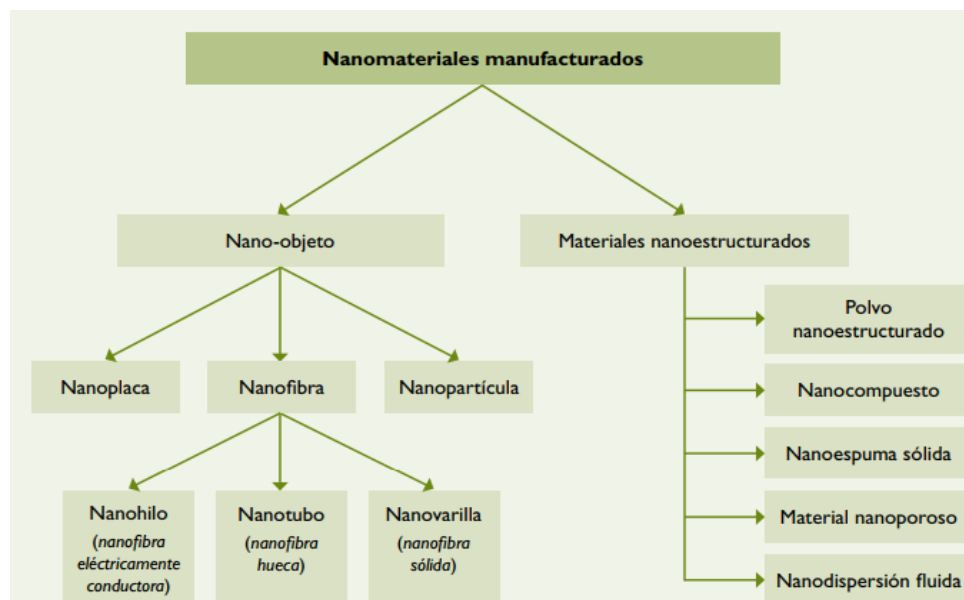 Nanomateriales manufacturados
Nano-objeto
Materiales nanoestructurados
Nanoplaca
Nanofibra
Nanopartícula
Nanohilo
(nanofibra
eléctricamente
conductora)
Nanotubo
(nanofibra
hueca)
Nanovarilla
(nanofibra
sólida)
Polvo
nanoestructurado
Nanocompuesto
Nanoespuma sólida
Material nanoporoso
Nanodispersión fluida